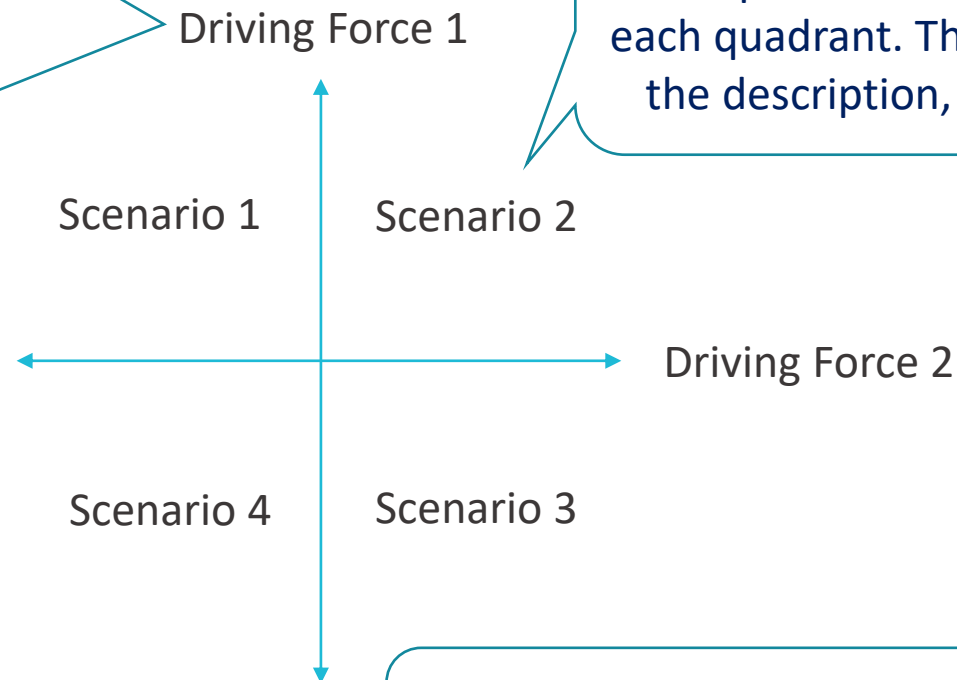 Driving Force 1
each quadrant. Th
the description,
Scenario 1
Scenario 2
Driving Force 2
Scenario 4
Scenario 3